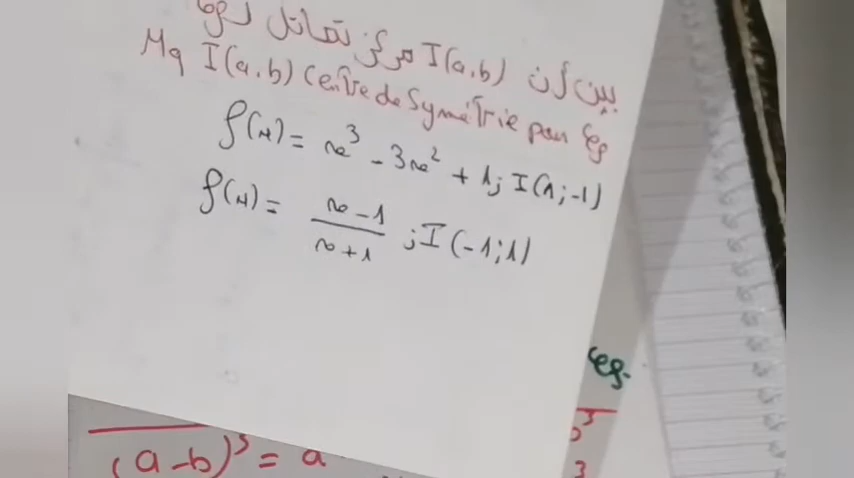 بين أن I(a,b) مركز تماثل لـ Cf
Mq I(a,b) Centre de Symétrie pour Cf
f(x) = x³ - 3x² + 1 ; I(1 ; -1)
f(x) = (x - 1)/(x + 1) ; I(-1 ; 1)
Cf
(a-b)³ = a
3